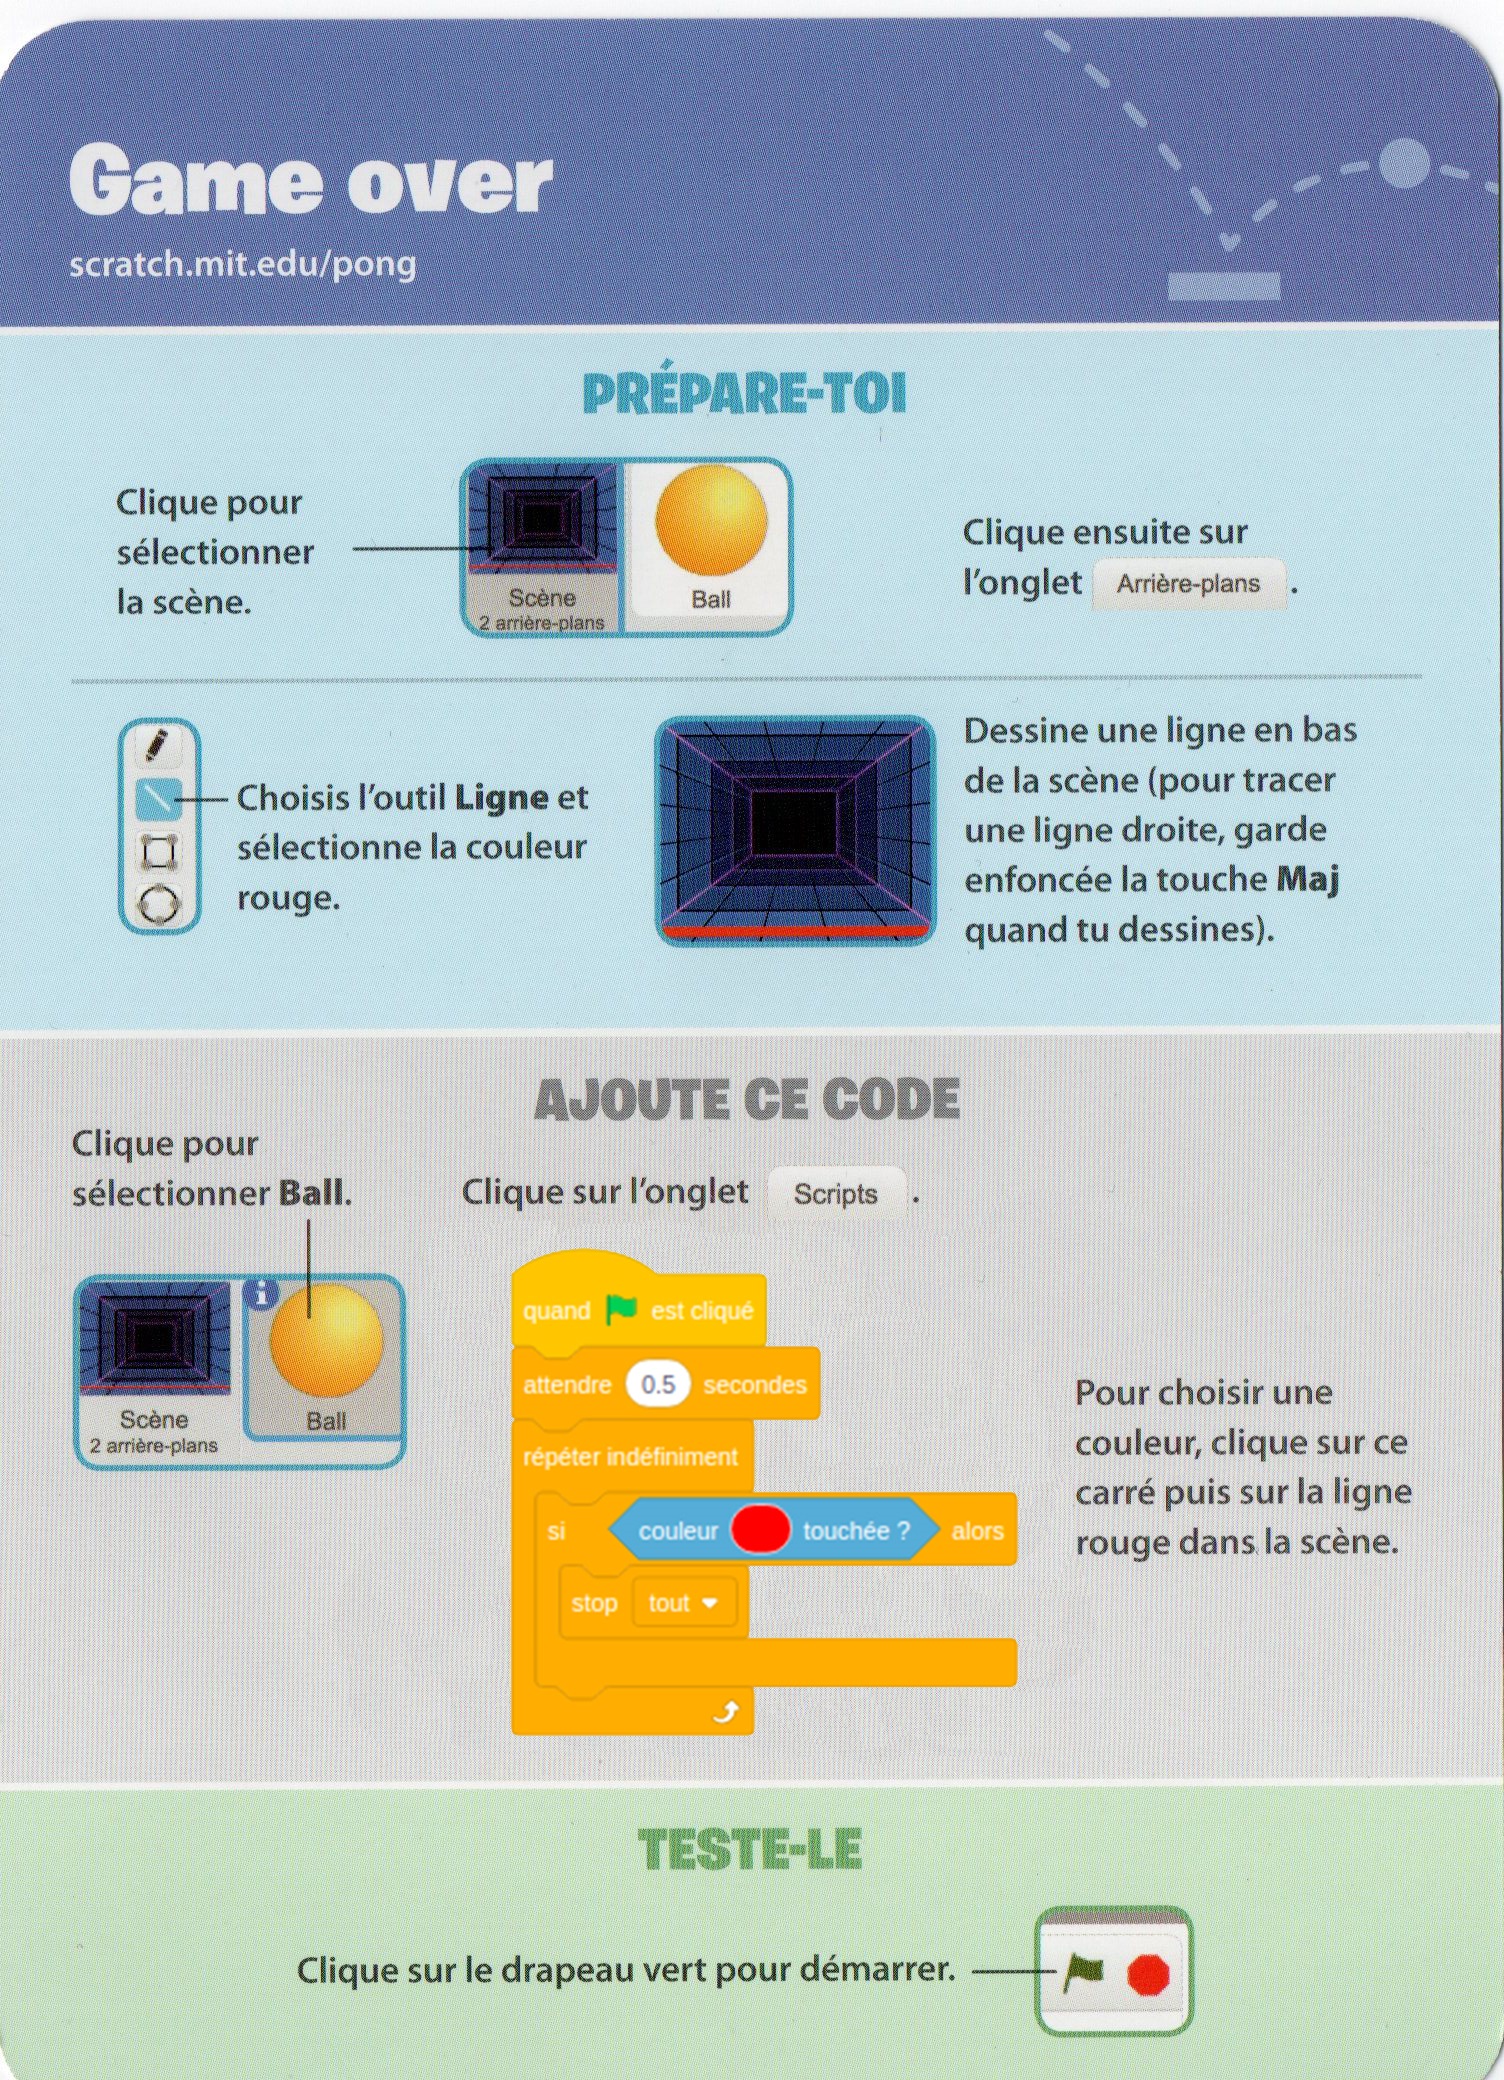 Game over
scratch.mit.edu/pong
PRÉPARE-TOI
Clique pour
sélectionner
la scène.
Scène
2 arrière-plans
Ball
Clique ensuite sur
l'onglet Arrière-plans .
Choisis l'outil Ligne et
sélectionne la couleur
rouge.
Dessine une ligne en bas
de la scène (pour tracer
une ligne droite, garde
enfoncée la touche Maj
quand tu dessines).
AJOUTE CE CODE
Clique pour
sélectionner Ball.
Scène
2 arrière-plans
i
Ball
Clique sur l'onglet Scripts .
quand est cliqué
attendre 0.5 secondes
répéter indéfiniment
si couleur touchée ? alors
stop tout
Pour choisir une
couleur, clique sur ce
carré puis sur la ligne
rouge dans la scène.
TESTE-LE
Clique sur le drapeau vert pour démarrer.